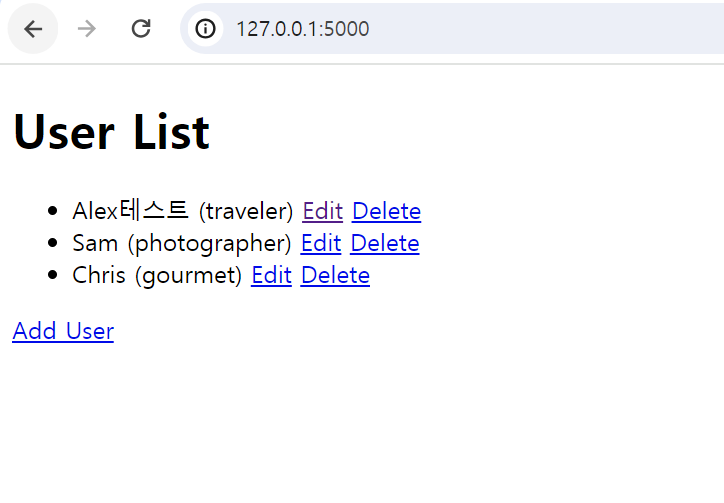 127.0.0.1:5000
User List
Alex테스트 (traveler) Edit Delete
Sam (photographer) Edit Delete
Chris (gourmet) Edit Delete
Add User